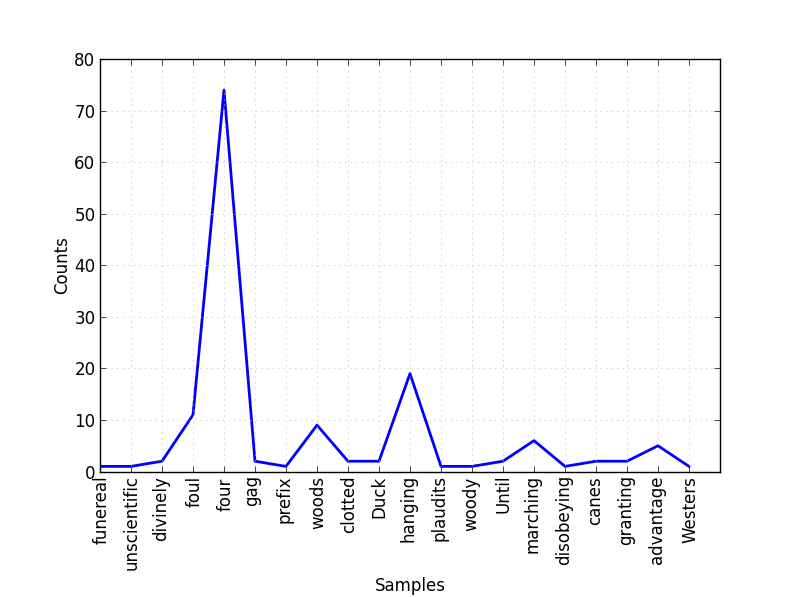 80
70
60
50
40
30
20
10
0
Counts
funereal
unscientific
divinely
foul
four
gag
prefix
woods
clotted
Duck
hanging
plaudits
woody
Until
marching
disobeying
canes
granting
advantage
Westers
Samples